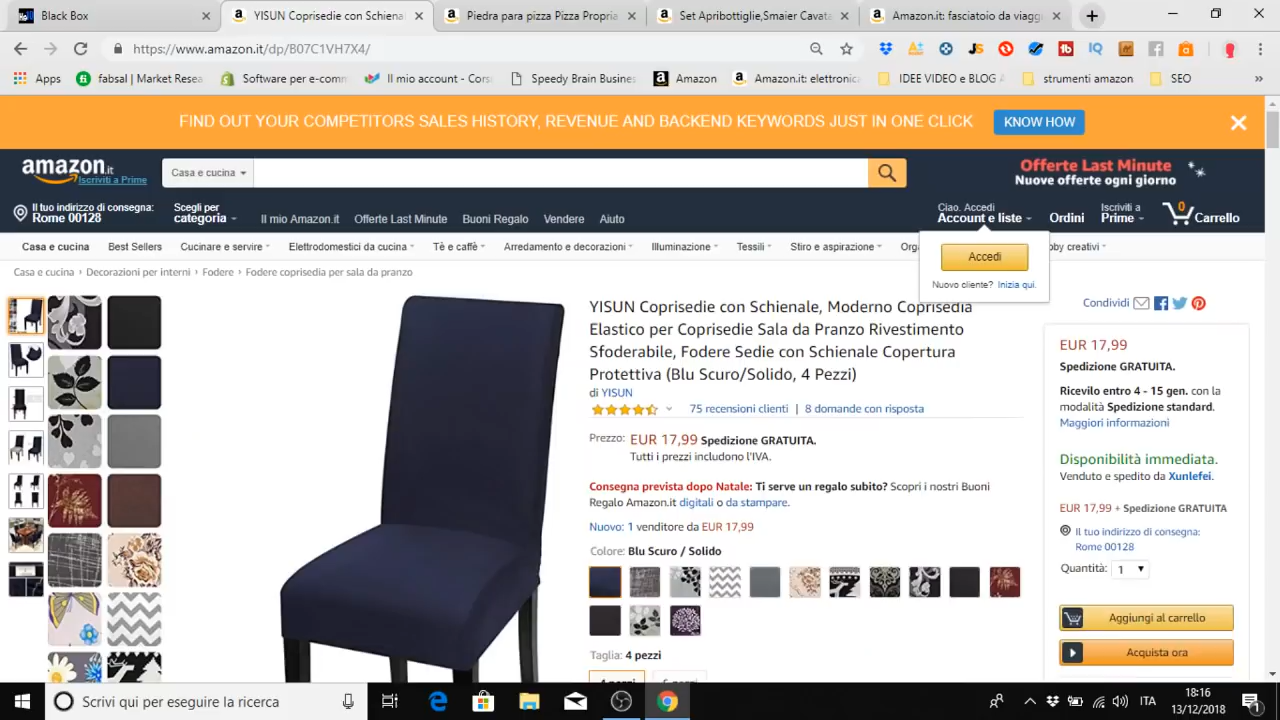 Black Box
YISUN Coprisedie con Schienal
Piedra para pizza Pizza Propria
Set Apribottiglie,Smaier Cavata
Amazon.it: fasciatoio da viagg
https://www.amazon.it/dp/B07C1VH7X4/
Apps
fabsal | Market Resea
Software per e-comm
Il mio account - Cors
Speedy Brain Busines
Amazon
Amazon.it: elettronica
IDEE VIDEO e BLOG A
strumenti amazon
SEO
»
FIND OUT YOUR COMPETITORS SALES HISTORY, REVENUE AND BACKEND KEYWORDS JUST IN ONE CLICK
KNOW HOW
amazon.it
Iscriviti a Prime
Casa e cucina
Offerte Last Minute
Nuove offerte ogni giorno
Il tuo indirizzo di consegna:
Rome 00128
Scegli per
categoria
Il mio Amazon.it
Offerte Last Minute
Buoni Regalo
Vendere
Aiuto
Ciao. Accedi
Account e liste
Ordini
Iscriviti a
Prime
0
Carrello
Casa e cucina
Best Sellers
Cucinare e servire
Elettrodomestici da cucina
Tè e caffè
Arredamento e decorazioni
Illuminazione
Tessili
Stiro e aspirazione
Org
bby creativi
Accedi
Nuovo cliente? Inizia qui.
Casa e cucina › Decorazioni per interni › Fodere › Fodere coprisedia per sala da pranzo
YISUN Coprisedie con Schienale, Moderno Coprisedia
Elastico per Coprisedie Sala da Pranzo Rivestimento
Sfoderabile, Fodere Sedie con Schienale Copertura
Protettiva (Blu Scuro/Solido, 4 Pezzi)
di YISUN
75 recensioni clienti | 8 domande con risposta
Prezzo: EUR 17,99 Spedizione GRATUITA.
Tutti i prezzi includono l'IVA.
Consegna prevista dopo Natale: Ti serve un regalo subito? Scopri i nostri Buoni
Regalo Amazon.it digitali o da stampare.
Nuovo: 1 venditore da EUR 17,99
Colore: Blu Scuro / Solido
Taglia: 4 pezzi
Condividi
EUR 17,99
Spedizione GRATUITA.
Ricevilo entro 4 - 15 gen. con la
modalità Spedizione standard.
Maggiori informazioni
Disponibilità immediata.
Venduto e spedito da Xunlefei.
EUR 17,99 + Spedizione GRATUITA
Il tuo indirizzo di consegna:
Rome 00128
Quantità: 1
Aggiungi al carrello
Acquista ora
Scrivi qui per eseguire la ricerca
ITA
18:16
13/12/2018